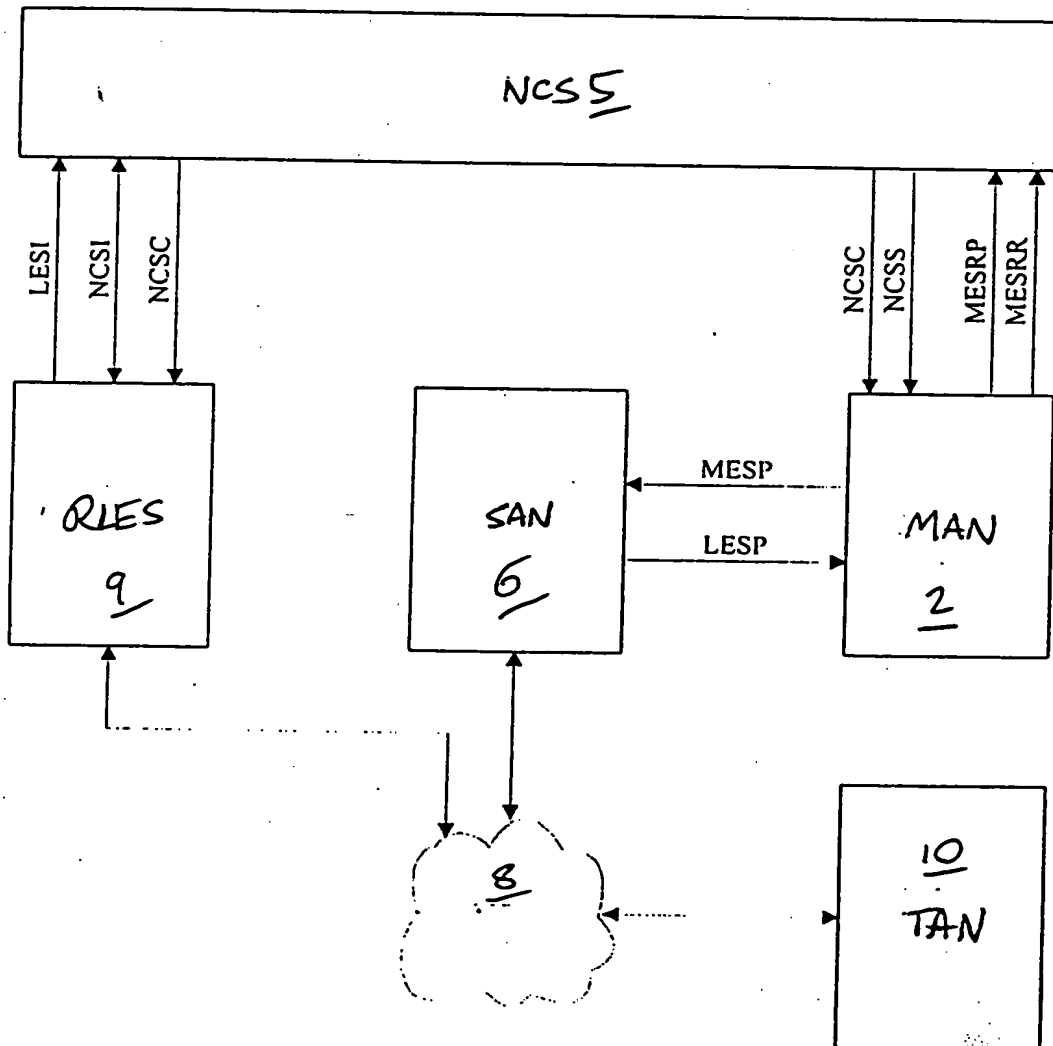 NCS 5
LESI
NCSI
NCSC
NCSC
NCSS
MESRP
MESRR
RLES
9
SAN
6
MESP
LESP
MAN
2
8
10
TAN